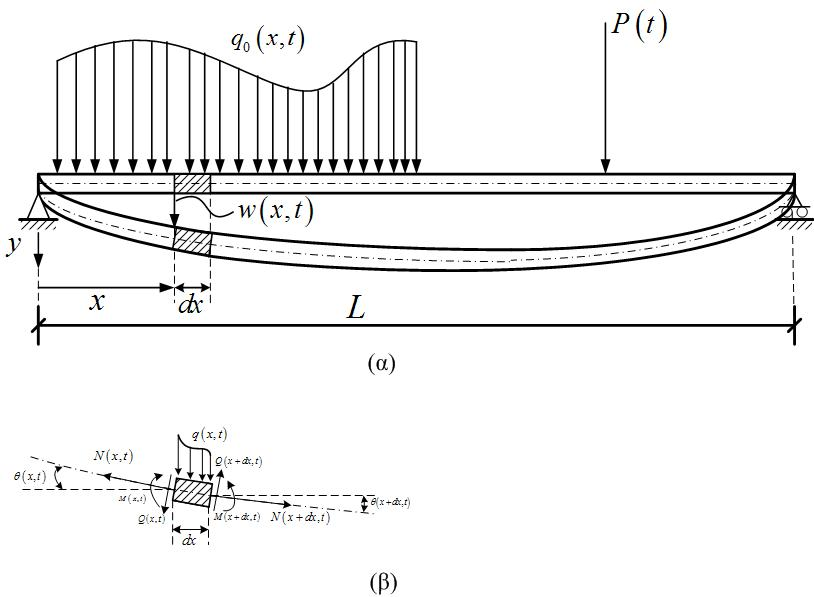 q₀(x,t)
P(t)
w(x,t)
y
x
dx
L
(α)
q(x,t)
N(x,t)
Q(x+dx,t)
θ(x,t)
M(x,t)
θ(x+dx,t)
Q(x,t)
M(x+dx,t)
N(x+dx,t)
dx
(β)